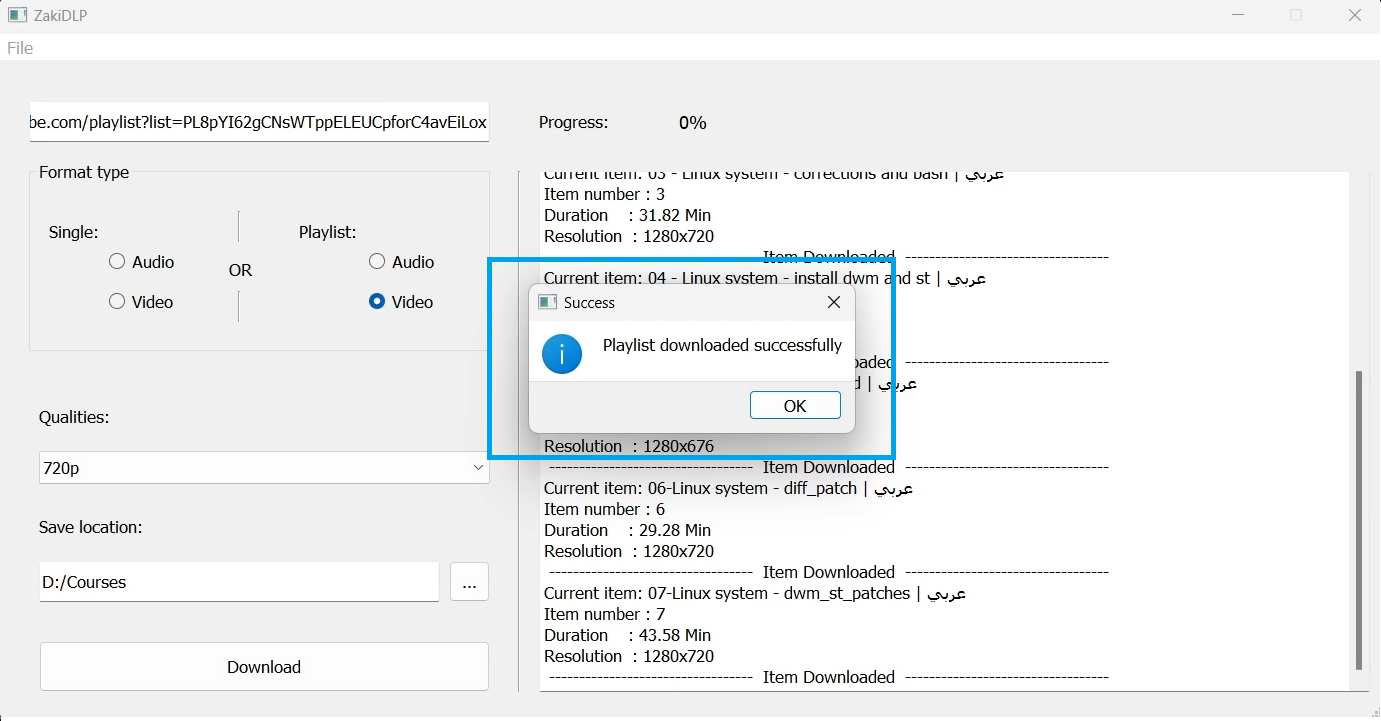 ZakiDLP
File
be.com/playlist?list=PL8pYI62gCNsWTppELEUCpforC4avEiLox
Format type
Single:
Audio
Video
OR
Playlist:
Audio
Video
Qualities:
720p
Save location:
D:/Courses
...
Download
Progress: 0%
Current item: 03 - Linux system - corrections and bash | عربي
Item number : 3
Duration : 31.82 Min
Resolution : 1280x720
Item Downloaded ----------------------------------
Current item: 04 - Linux system - install dwm and st | عربي
Success
Playlist downloaded successfully
OK
oaded ----------------------------------
d | عربي
Resolution : 1280x676
---------------------------------- Item Downloaded ----------------------------------
Current item: 06-Linux system - diff_patch | عربي
Item number : 6
Duration : 29.28 Min
Resolution : 1280x720
---------------------------------- Item Downloaded ----------------------------------
Current item: 07-Linux system - dwm_st_patches | عربي
Item number : 7
Duration : 43.58 Min
Resolution : 1280x720
---------------------------------- Item Downloaded ----------------------------------